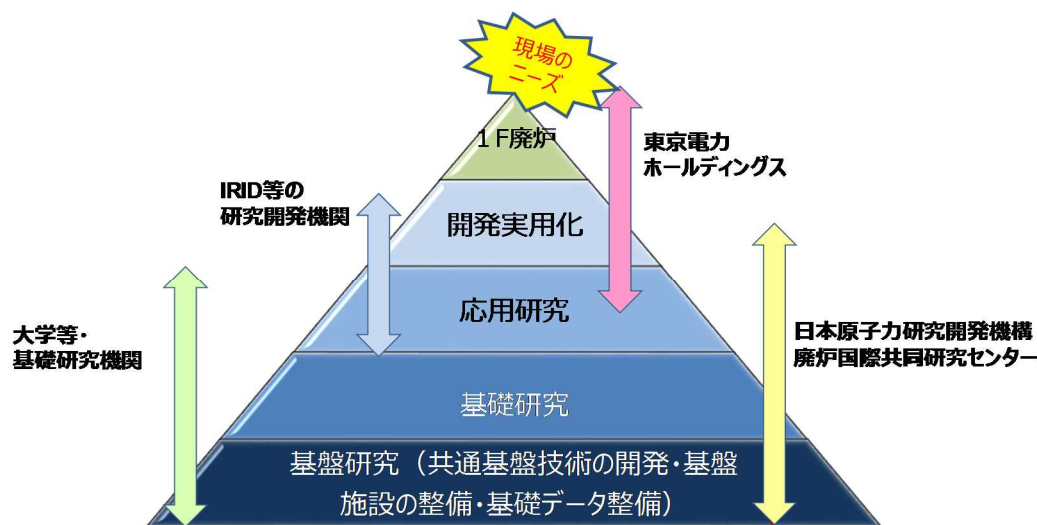 現場の
ニーズ
1F廃炉
東京電力
ホールディングス
IRID等の
研究開発機関
開発実用化
応用研究
大学等・
基礎研究機関
日本原子力研究開発機構
廃炉国際共同研究センター
基礎研究
基盤研究（共通基盤技術の開発・基盤
施設の整備・基礎データ整備）